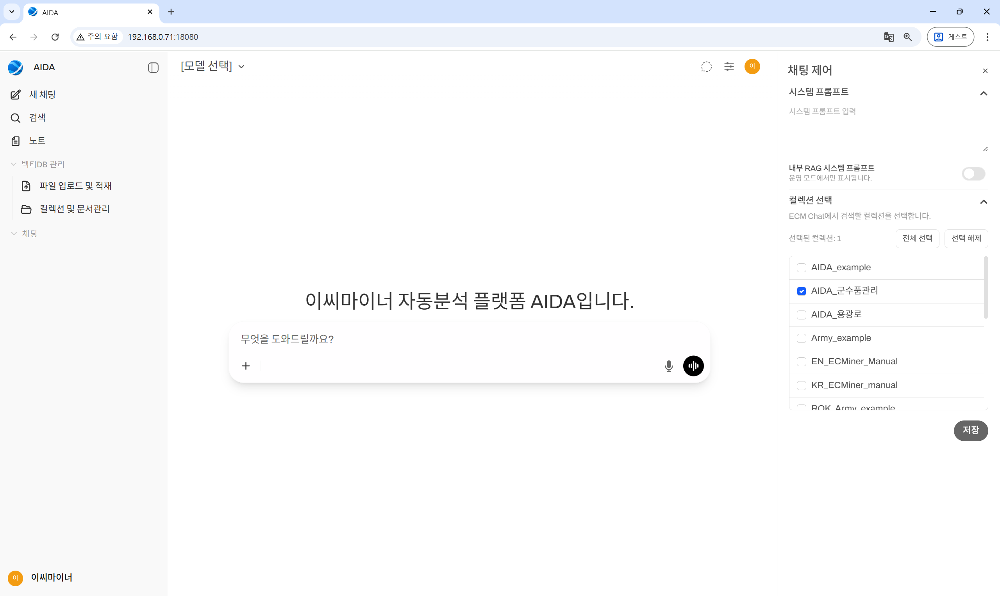 AIDA
주의 요함
192.168.0.71:18080
게스트
AIDA
새 채팅
검색
노트
벡터DB 관리
파일 업로드 및 적재
컬렉션 및 문서관리
채팅
이 이씨마이너
[모델 선택]
이
이씨마이너 자동분석 플랫폼 AIDA입니다.
무엇을 도와드릴까요?
채팅 제어
시스템 프롬프트
시스템 프롬프트 입력
내부 RAG 시스템 프롬프트
운영 모드에서만 표시됩니다.
컬렉션 선택
ECM Chat에서 검색할 컬렉션을 선택합니다.
선택된 컬렉션: 1 전체 선택 선택 해제
AIDA_example
AIDA_군수품관리
AIDA_용광로
Army_example
EN_ECMiner_Manual
KR_ECMiner_manual
ROK_Army_example
저장